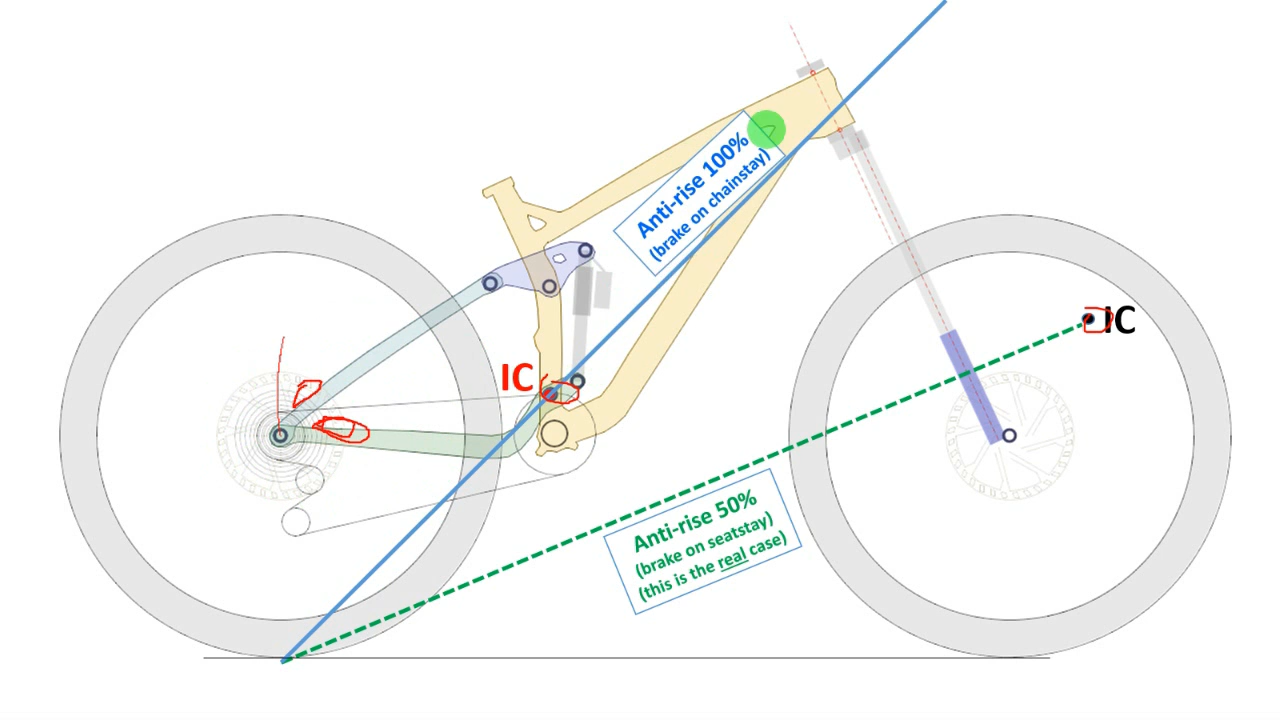 Anti-rise 100%
(brake on chainstay)
IC
IC
Anti-rise 50%
(brake on seatstay)
(this is the real case)